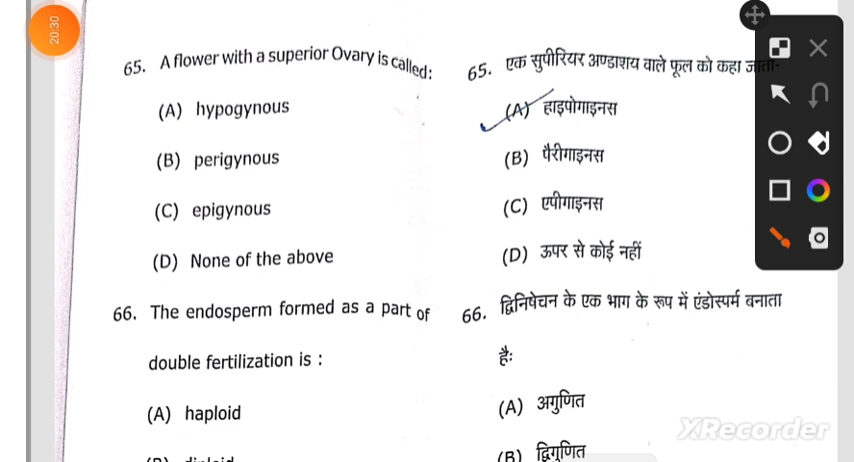 20:30
65. A flower with a superior Ovary is called:
(A) hypogynous
(B) perigynous
(C) epigynous
(D) None of the above
66. The endosperm formed as a part of
double fertilization is :
(A) haploid
65. एक सुपीरियर अण्डाशय वाले फूल को कहा
(A) हाइपोगाइनस
(B) पैरीगाइनस
(C) एपीगाइनस
(D) ऊपर से कोई नहीं
66. द्विनिषेचन के एक भाग के रूप में एंडोस्पर्म बनाता
है:
(A) अगुणित
(B) द्विगुणित
XRecorder